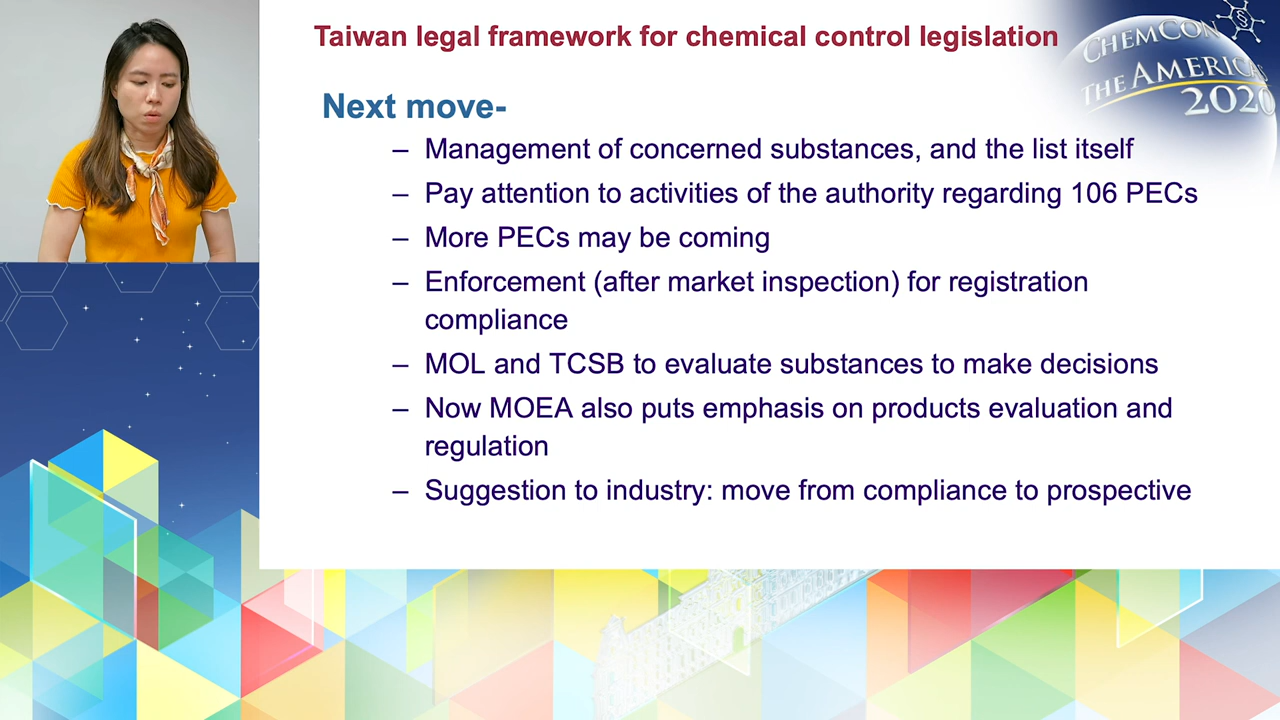 Taiwan legal framework for chemical control legislation
CHEMCON
THE AMERICAS
2020
Next move-
– Management of concerned substances, and the list itself
– Pay attention to activities of the authority regarding 106 PECs
– More PECs may be coming
– Enforcement (after market inspection) for registration
compliance
– MOL and TCSB to evaluate substances to make decisions
– Now MOEA also puts emphasis on products evaluation and
regulation
– Suggestion to industry: move from compliance to prospective